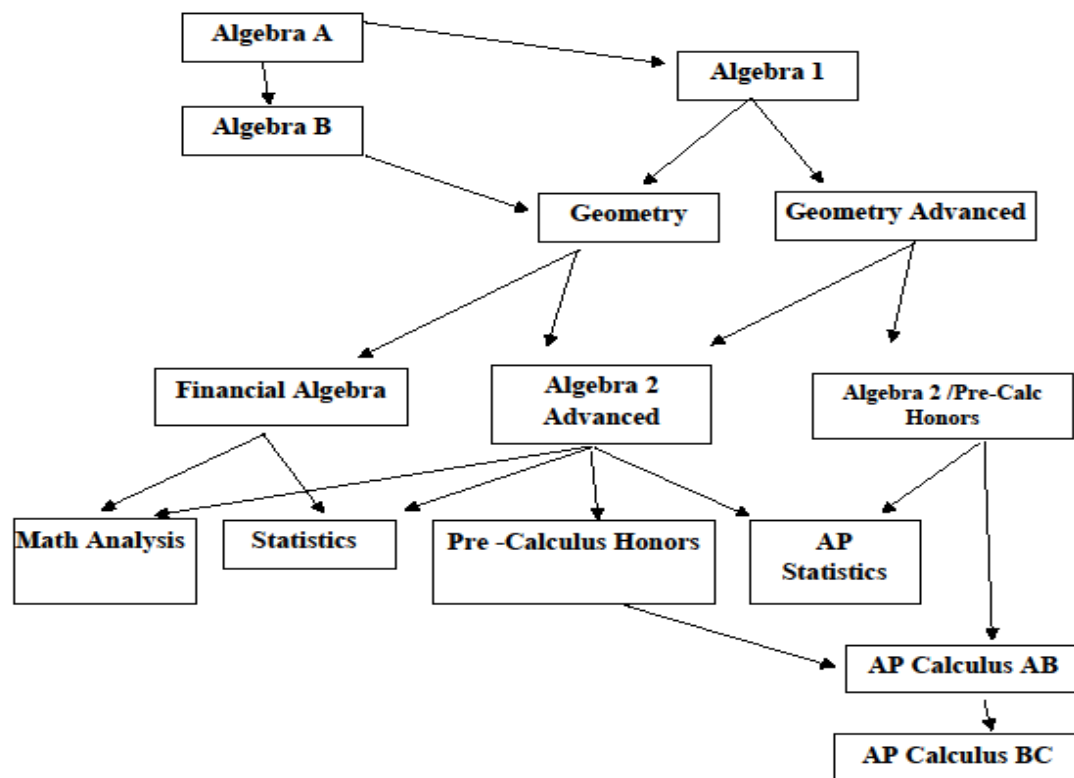 Algebra A
Algebra 1
Algebra B
Geometry
Geometry Advanced
Financial Algebra
Algebra 2
Advanced
Algebra 2 /Pre-Calc
Honors
Math Analysis
Statistics
Pre -Calculus Honors
AP
Statistics
AP Calculus AB
AP Calculus BC